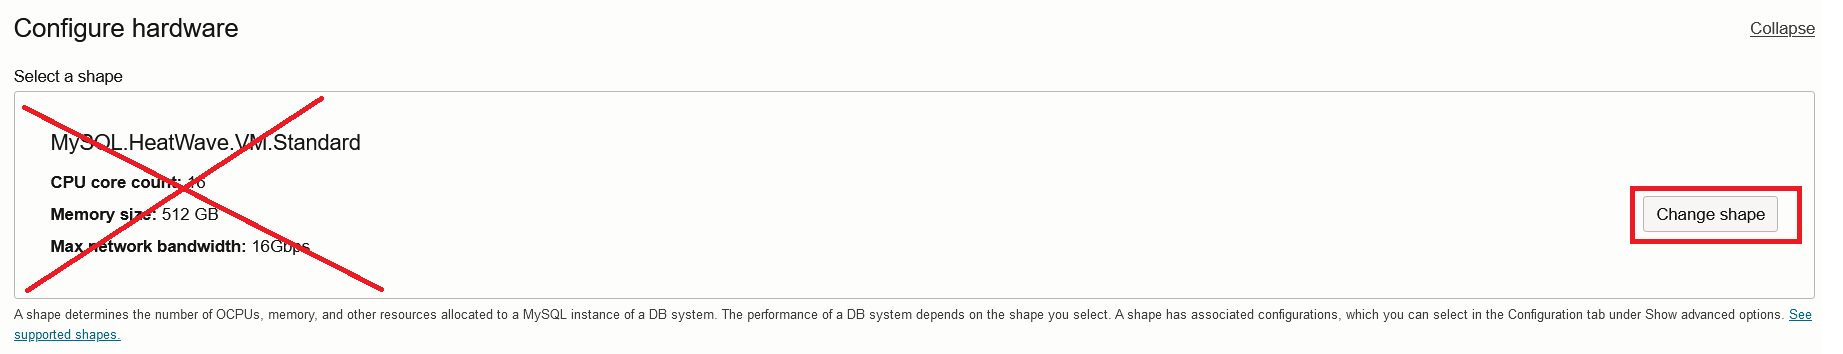 Configure hardware
Collapse
Select a shape
MySQL.HeatWave.VM.Standard
CPU core count: 16
Memory size: 512 GB
Change shape
Max network bandwidth: 16Gbps
A shape determines the number of OCPUs, memory, and other resources allocated to a MySQL instance of a DB system. The performance of a DB system depends on the shape you select. A shape has associated configurations, which you can select in the Configuration tab under Show advanced options. See
supported shapes.